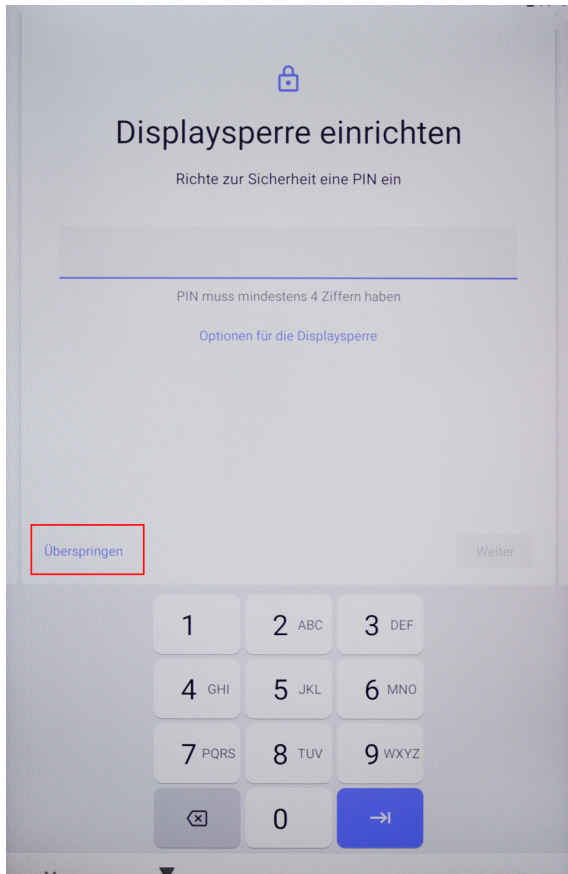 Displaysperre einrichten
Richte zur Sicherheit eine PIN ein
PIN muss mindestens 4 Ziffern haben
Optionen für die Displaysperre
Überspringen
Weiter
1
2 ABC
3 DEF
4 GHI
5 JKL
6 MNO
7 PQRS
8 TUV
9 WXYZ
0